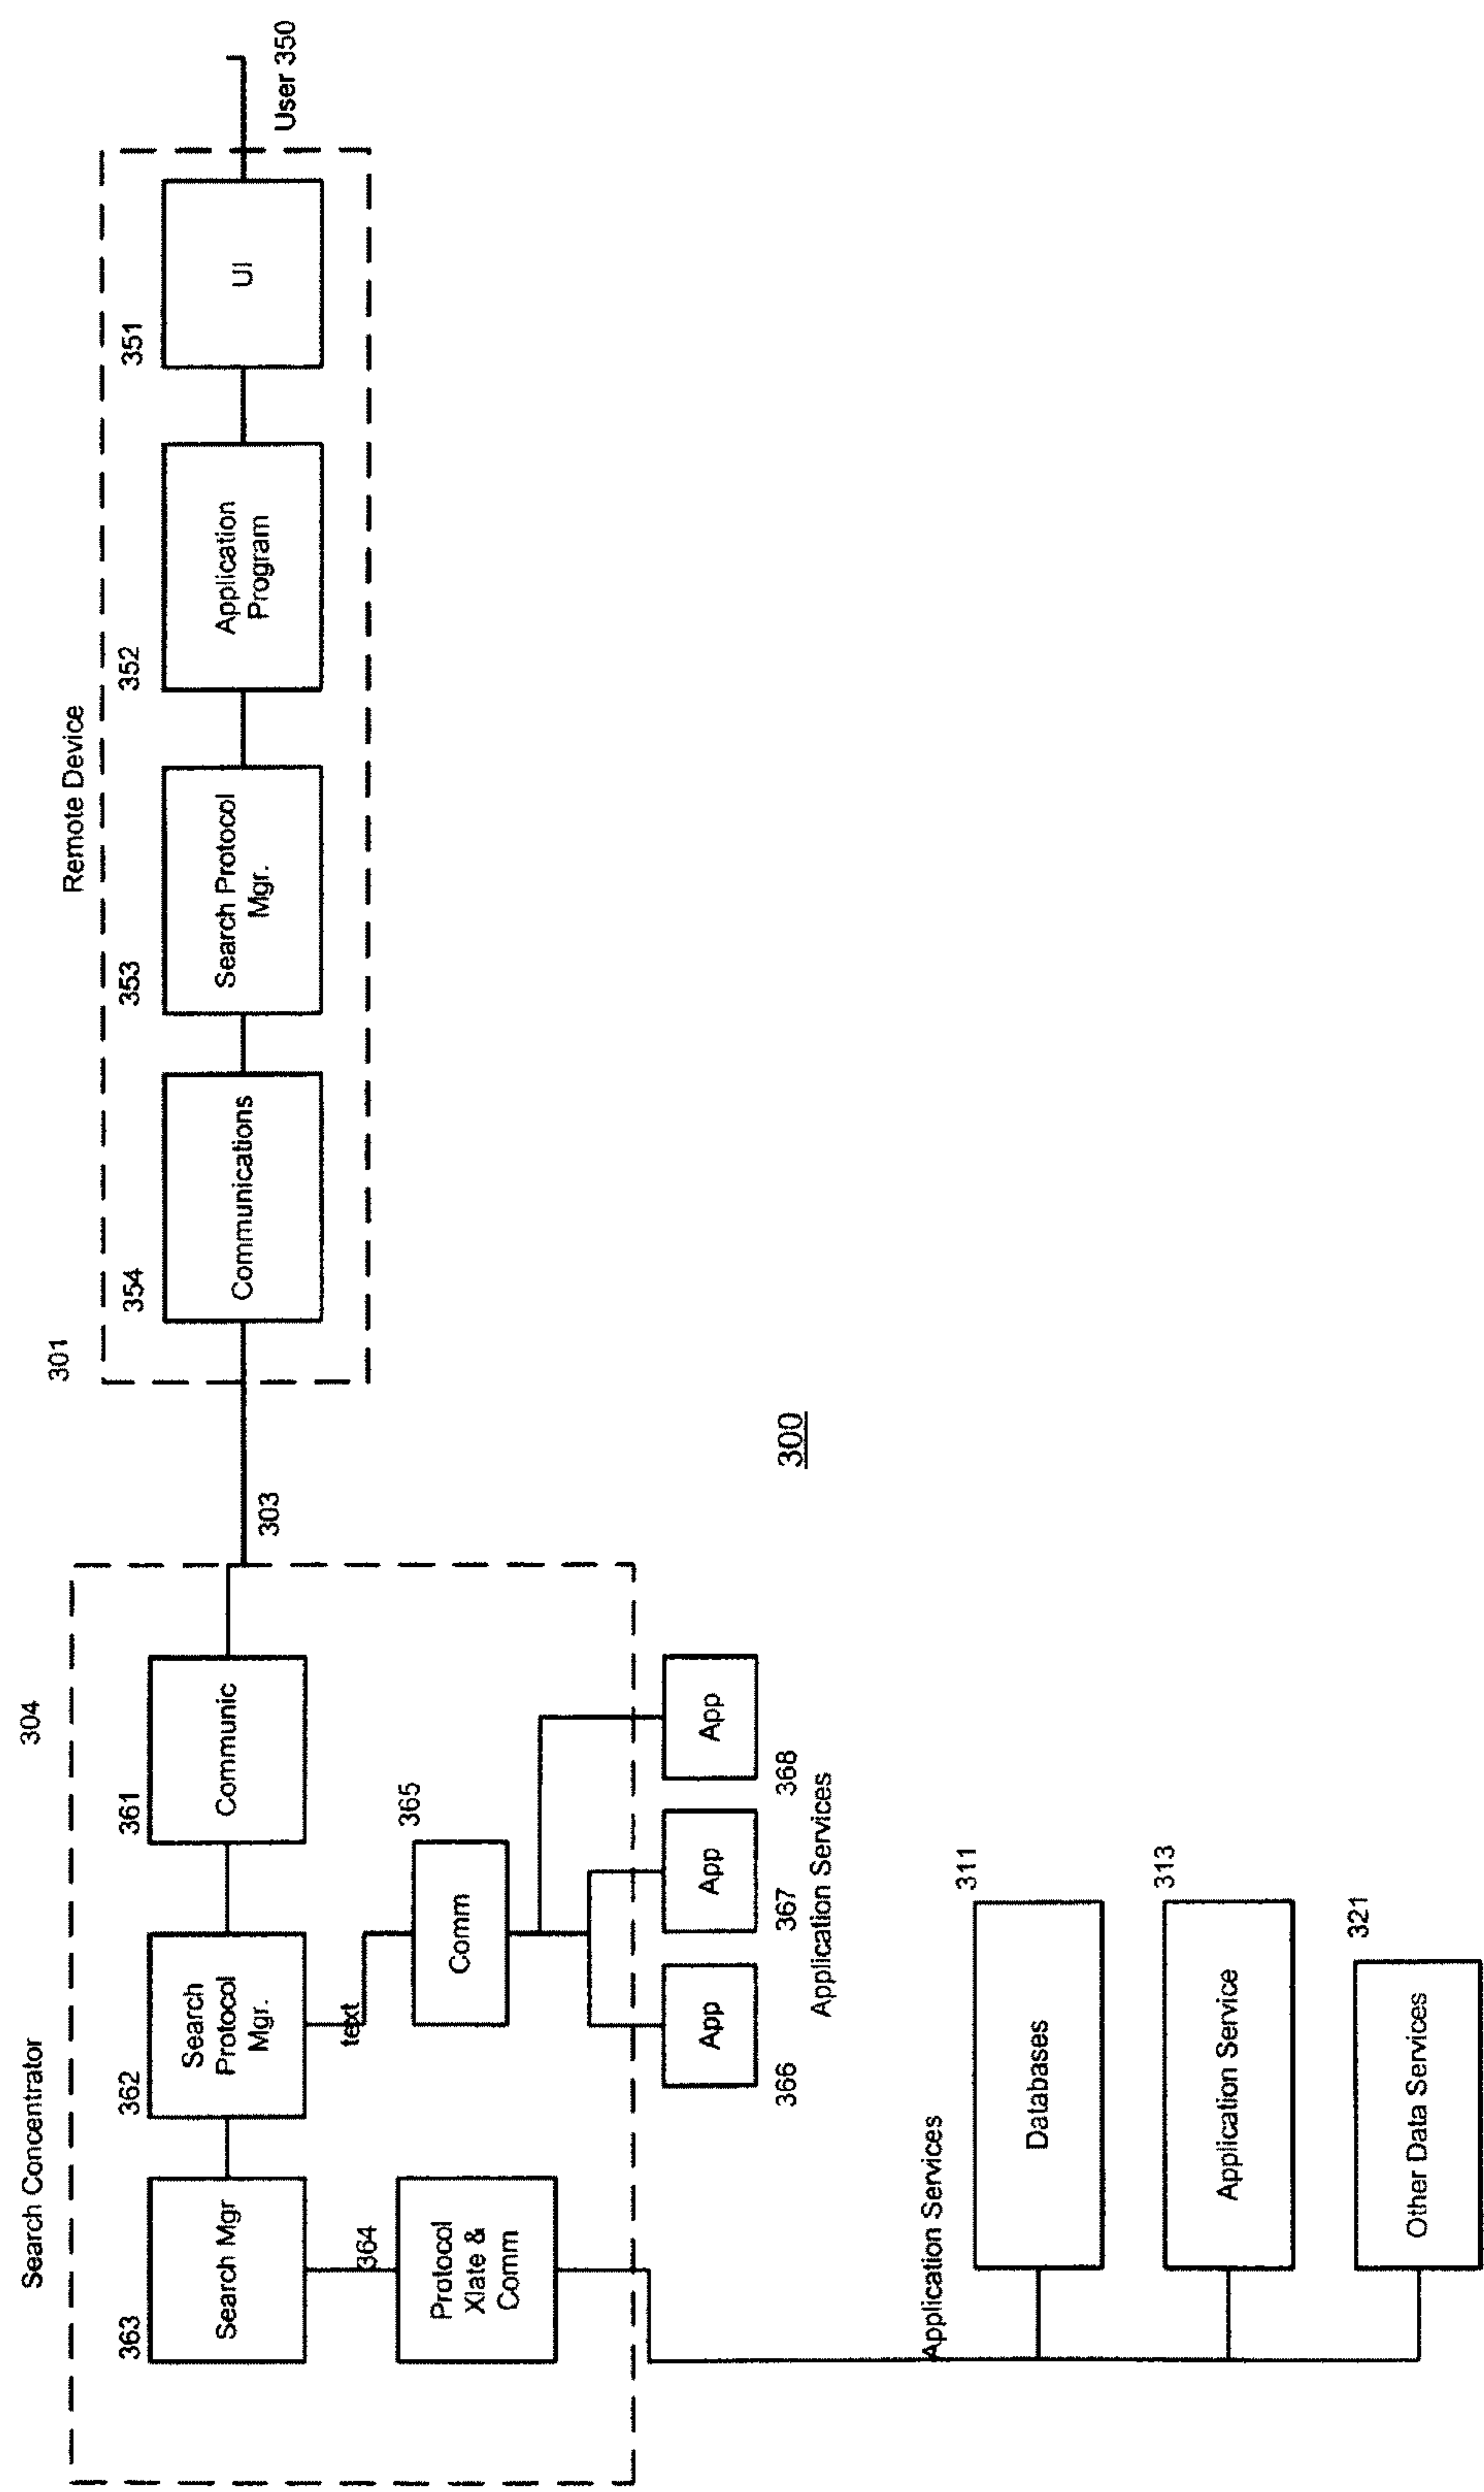 Search Concentrator
304
363
Search Mgr
362
Search
Protocol
Mgr.
361
Communic
364
Protocol
Xlate &
Comm
text
365
Comm
App
App
App
366
367
368
Application Services
303
301
Remote Device
354
Communications
353
Search Protocol
Mgr.
352
Application
Program
351
UI
User 350
300
Application Services
311
Databases
313
Application Service
321
Other Data Services